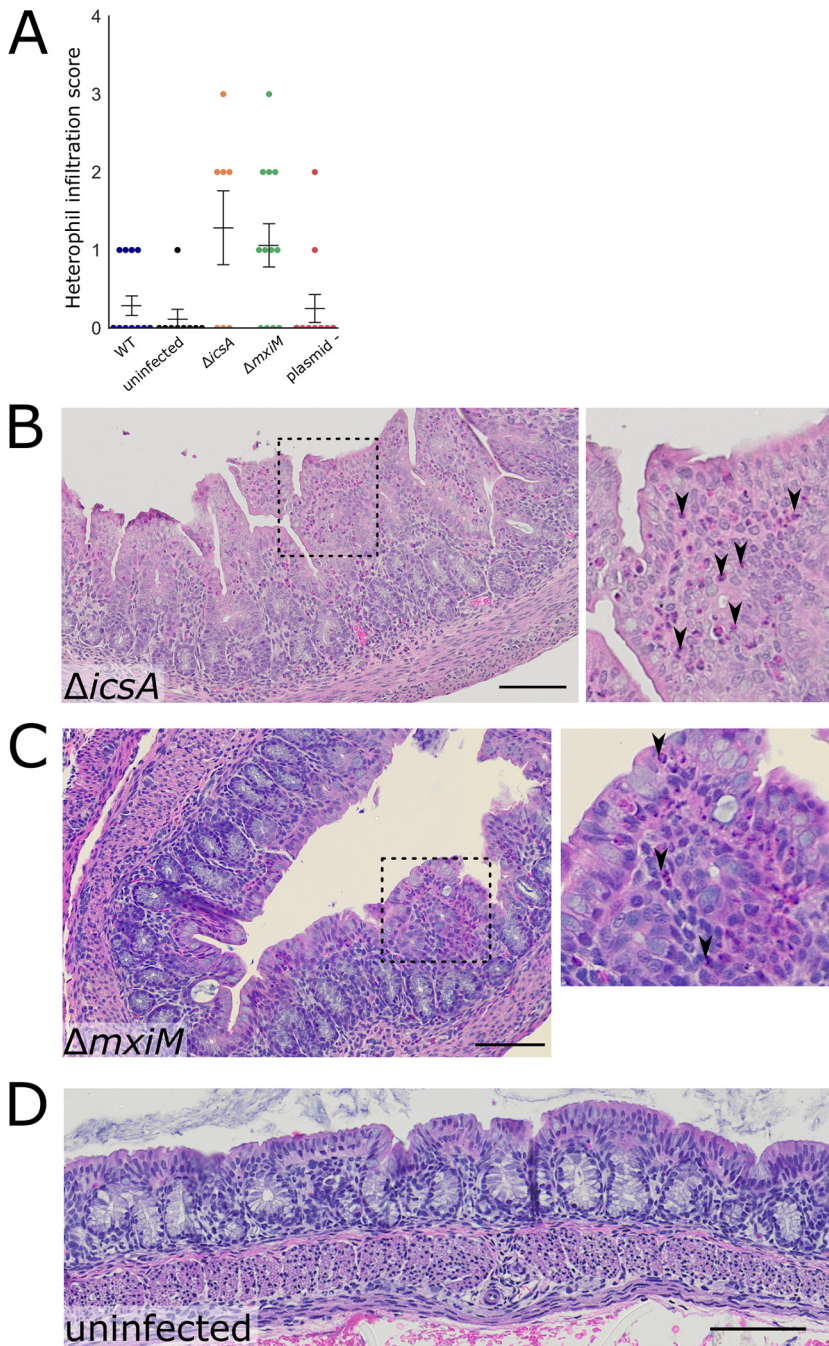 A
Heterophil infiltration score
4
3
2
1
0
WT
uninfected
ΔicsA
ΔmxiM
plasmid -
B
ΔicsA
C
ΔmxiM
D
uninfected